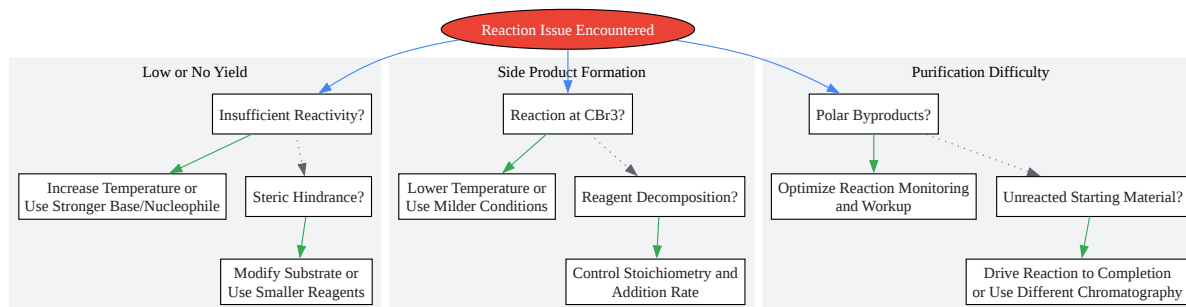 Reaction Issue Encountered
Low or No Yield
Side Product Formation
Purification Difficulty
Insufficient Reactivity?
Reaction at CBr3?
Polar Byproducts?
Increase Temperature or
Use Stronger Base/Nucleophile
Steric Hindrance?
Lower Temperature or
Use Milder Conditions
Reagent Decomposition?
Optimize Reaction Monitoring
and Workup
Unreacted Starting Material?
Modify Substrate or
Use Smaller Reagents
Control Stoichiometry and
Addition Rate
Drive Reaction to Completion
or Use Different Chromatography